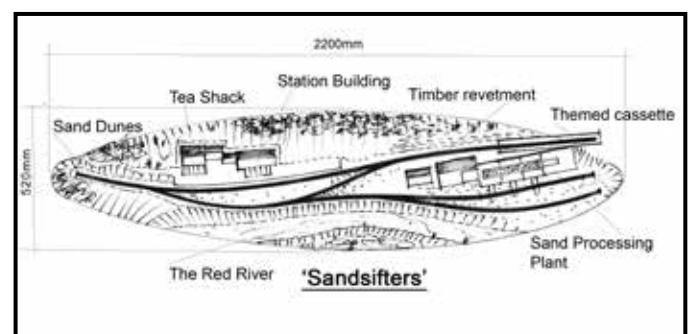 2200mm
Station Building
Tea Shack
Timber revetment
Themed cassette
Sand Dunes
520mm
Sand Processing
Plant
The Red River
'Sandsifters'